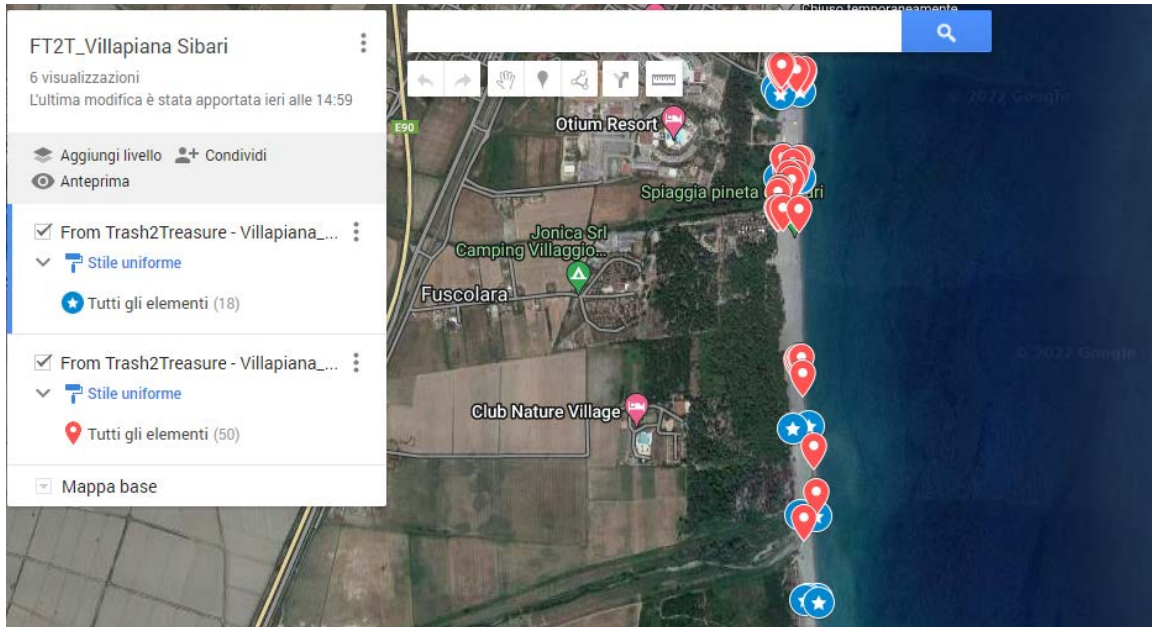 FT2T_Villapiana Sibari
6 visualizzazioni
L'ultima modifica è stata apportata ieri alle 14:59
Aggiungi livello
Condividi
Anteprima
From Trash2Treasure - Villapiana_...
Stile uniforme
Tutti gli elementi (18)
From Trash2Treasure - Villapiana_...
Stile uniforme
Tutti gli elementi (50)
Mappa base
Chiuso temporaneamente
© 2022 Google
E90
Otium Resort
Spiaggia pineta
Jonica Srl
Camping Villaggio...
Fuscolara
© 2022 Google
Club Nature Village